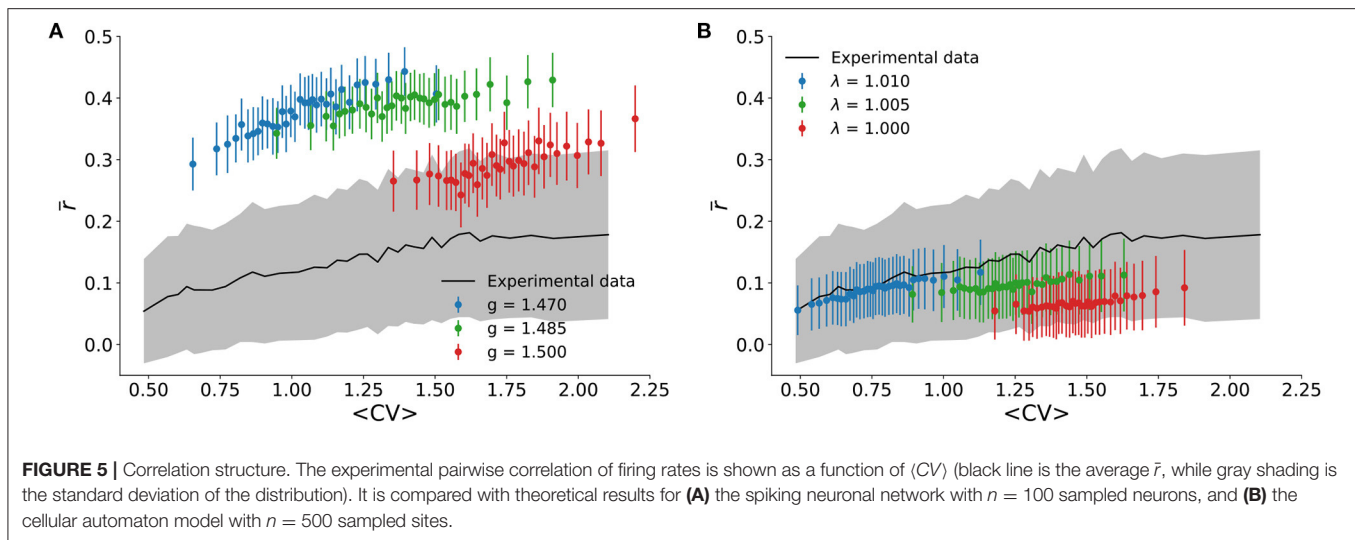 A
0.5
0.4
0.3
0.2
0.1
0.0
r̄
Experimental data
g = 1.470
g = 1.485
g = 1.500
0.50 0.75 1.00 1.25 1.50 1.75 2.00 2.25
<CV>
B
0.5
0.4
0.3
0.2
0.1
0.0
r̄
Experimental data
λ = 1.010
λ = 1.005
λ = 1.000
0.50 0.75 1.00 1.25 1.50 1.75 2.00 2.25
<CV>
FIGURE 5 | Correlation structure. The experimental pairwise correlation of firing rates is shown as a function of ⟨CV⟩ (black line is the average r̄, while gray shading is
the standard deviation of the distribution). It is compared with theoretical results for (A) the spiking neuronal network with n = 100 sampled neurons, and (B) the
cellular automaton model with n = 500 sampled sites.